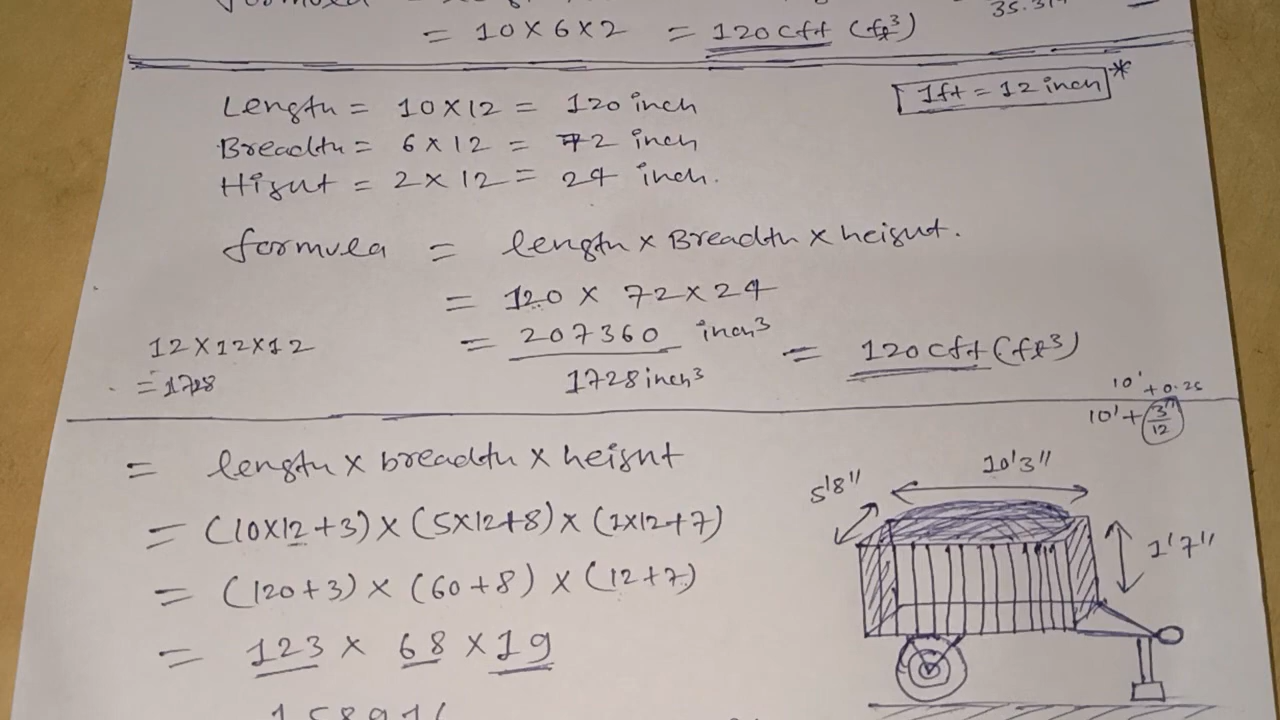 = 10 x 6 x 2 = 120 cft (ft³)
35.31
Length = 10 x 12 = 120 inch
1ft = 12 inch *
Breadth = 6 x 12 = 72 inch
Hight = 2 x 12 = 24 inch.
formula = length x Breadth x height.
= 120 x 72 x 24
12 x 12 x 12
= 1728
= 207360 inch³
1728 inch³
= 120 cft (ft³)
10' + 0.25
10' + 3"/12
= length x breadth x height
= (10x12+3) x (5x12+8) x (1x12+7)
= (120+3) x (60+8) x (12+7)
= 123 x 68 x 19
5'8"
10'3"
1'7"